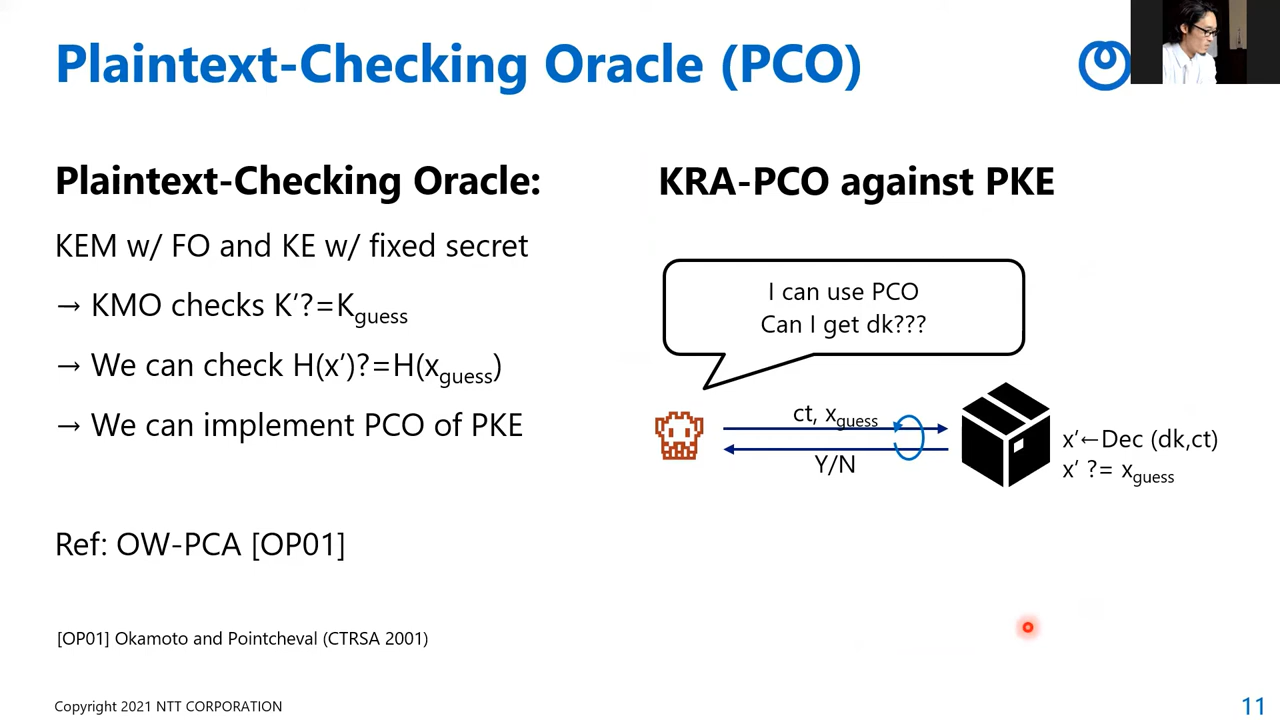 Plaintext-Checking Oracle (PCO)
Plaintext-Checking Oracle:
KEM w/ FO and KE w/ fixed secret
→ KMO checks K’?=Kguess
→ We can check H(x’)?=H(xguess)
→ We can implement PCO of PKE
Ref: OW-PCA [OP01]
[OP01] Okamoto and Pointcheval (CTRSA 2001)
KRA-PCO against PKE
I can use PCO
Can I get dk???
ct, xguess
Y/N
x’←Dec (dk,ct)
x’ ?= xguess
Copyright 2021 NTT CORPORATION
11